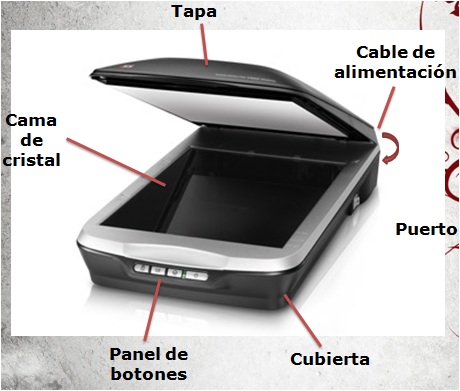 Tapa
Cable de
alimentación
Cama
de
cristal
Puerto
Panel de
botones
Cubierta